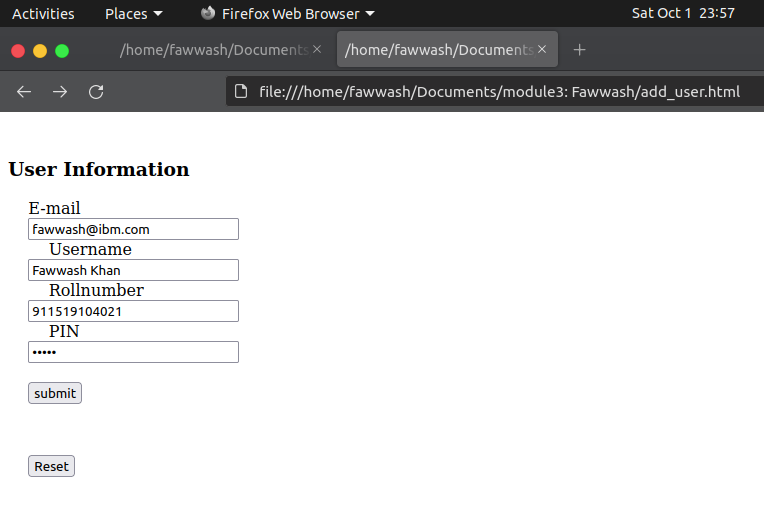 Activities Places Firefox Web Browser Sat Oct 1 23:57
/home/fawwash/Documents /home/fawwash/Documents
file:///home/fawwash/Documents/module3: Fawwash/add_user.html
User Information
E-mail
fawwash@ibm.com
Username
Fawwash Khan
Rollnumber
911519104021
PIN
•••••
submit
Reset